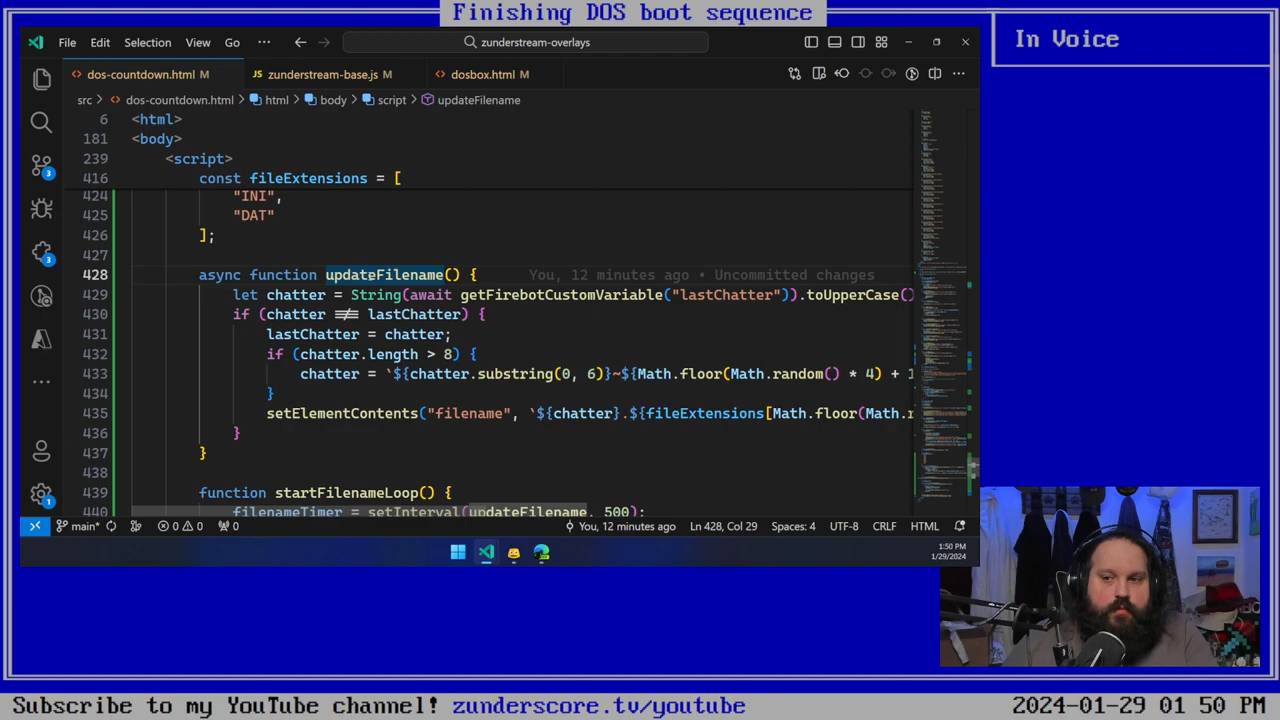 Finishing DOS boot sequence
In Voice
File Edit Selection View Go ··· zunderstream-overlays
dos-countdown.html M zunderstream-base.js M dosbox.html M
src > dos-countdown.html > html > body > script > updateFilename
6 <html>
181 <body>
239 <script>
416 const fileExtensions = [
424 "INI",
425 "DAT"
426 ];
427
428 async function updateFilename() { You, minutes • Uncommitted changes
429 chatter = String(await getStreamVariable( Chatter")).toUpperCase()
430 (chatter !== lastChatter) {
431 lastChatter = chatter;
432 if (chatter.length > 8) {
433 chatter = `${chatter.substring(0, 6)}~${Math.floor(Math.random() * 4) + 1
434 }
435 setElementContents("filename", `${chatter}.${fileExtensions[Math.floor(Math.r
436 }
437 }
438
439 function startFilenameLoop() {
440 filenameTimer = setInterval(updateFilename, 500);
3
3
1
main* 0 0 0 You, 12 minutes ago Ln 428, Col 29 Spaces: 4 UTF-8 CRLF HTML
1:50 PM
1/29/2024
Subscribe to my YouTube channel! zunderscore.tv/youtube 2024-01-29 01 50 PM